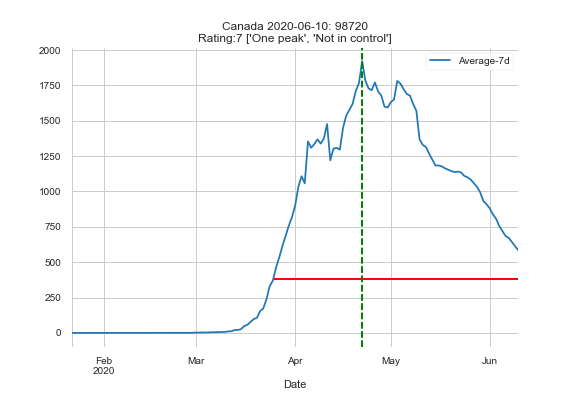 Canada 2020-06-10: 98720
Rating:7 ['One peak', 'Not in control']
Average-7d
2000
1750
1500
1250
1000
750
500
250
0
Feb
2020
Mar
Apr
May
Jun
Date